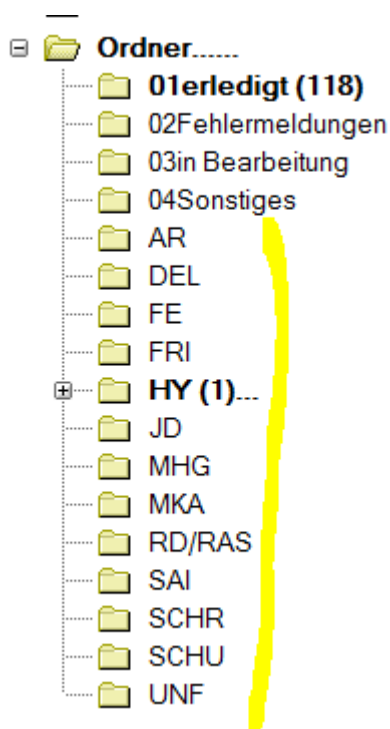 Ordner......
01erledigt (118)
02Fehlermeldungen
03in Bearbeitung
04Sonstiges
AR
DEL
FE
FRI
HY (1)...
JD
MHG
MKA
RD/RAS
SAI
SCHR
SCHU
UNF